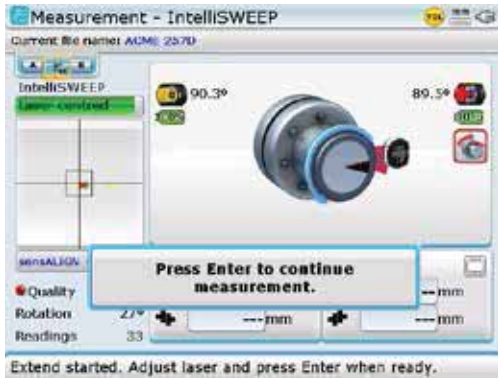 Measurement - IntelliSWEEP
Current file name: ACME 257D
A B
IntelliSWEEP
Laser centred
90.3°
89.5°
sensALIGN
Press Enter to continue
measurement.
Quality
Rotation 27°
Readings 33
---mm
---mm
--mm
Extend started. Adjust laser and press Enter when ready.